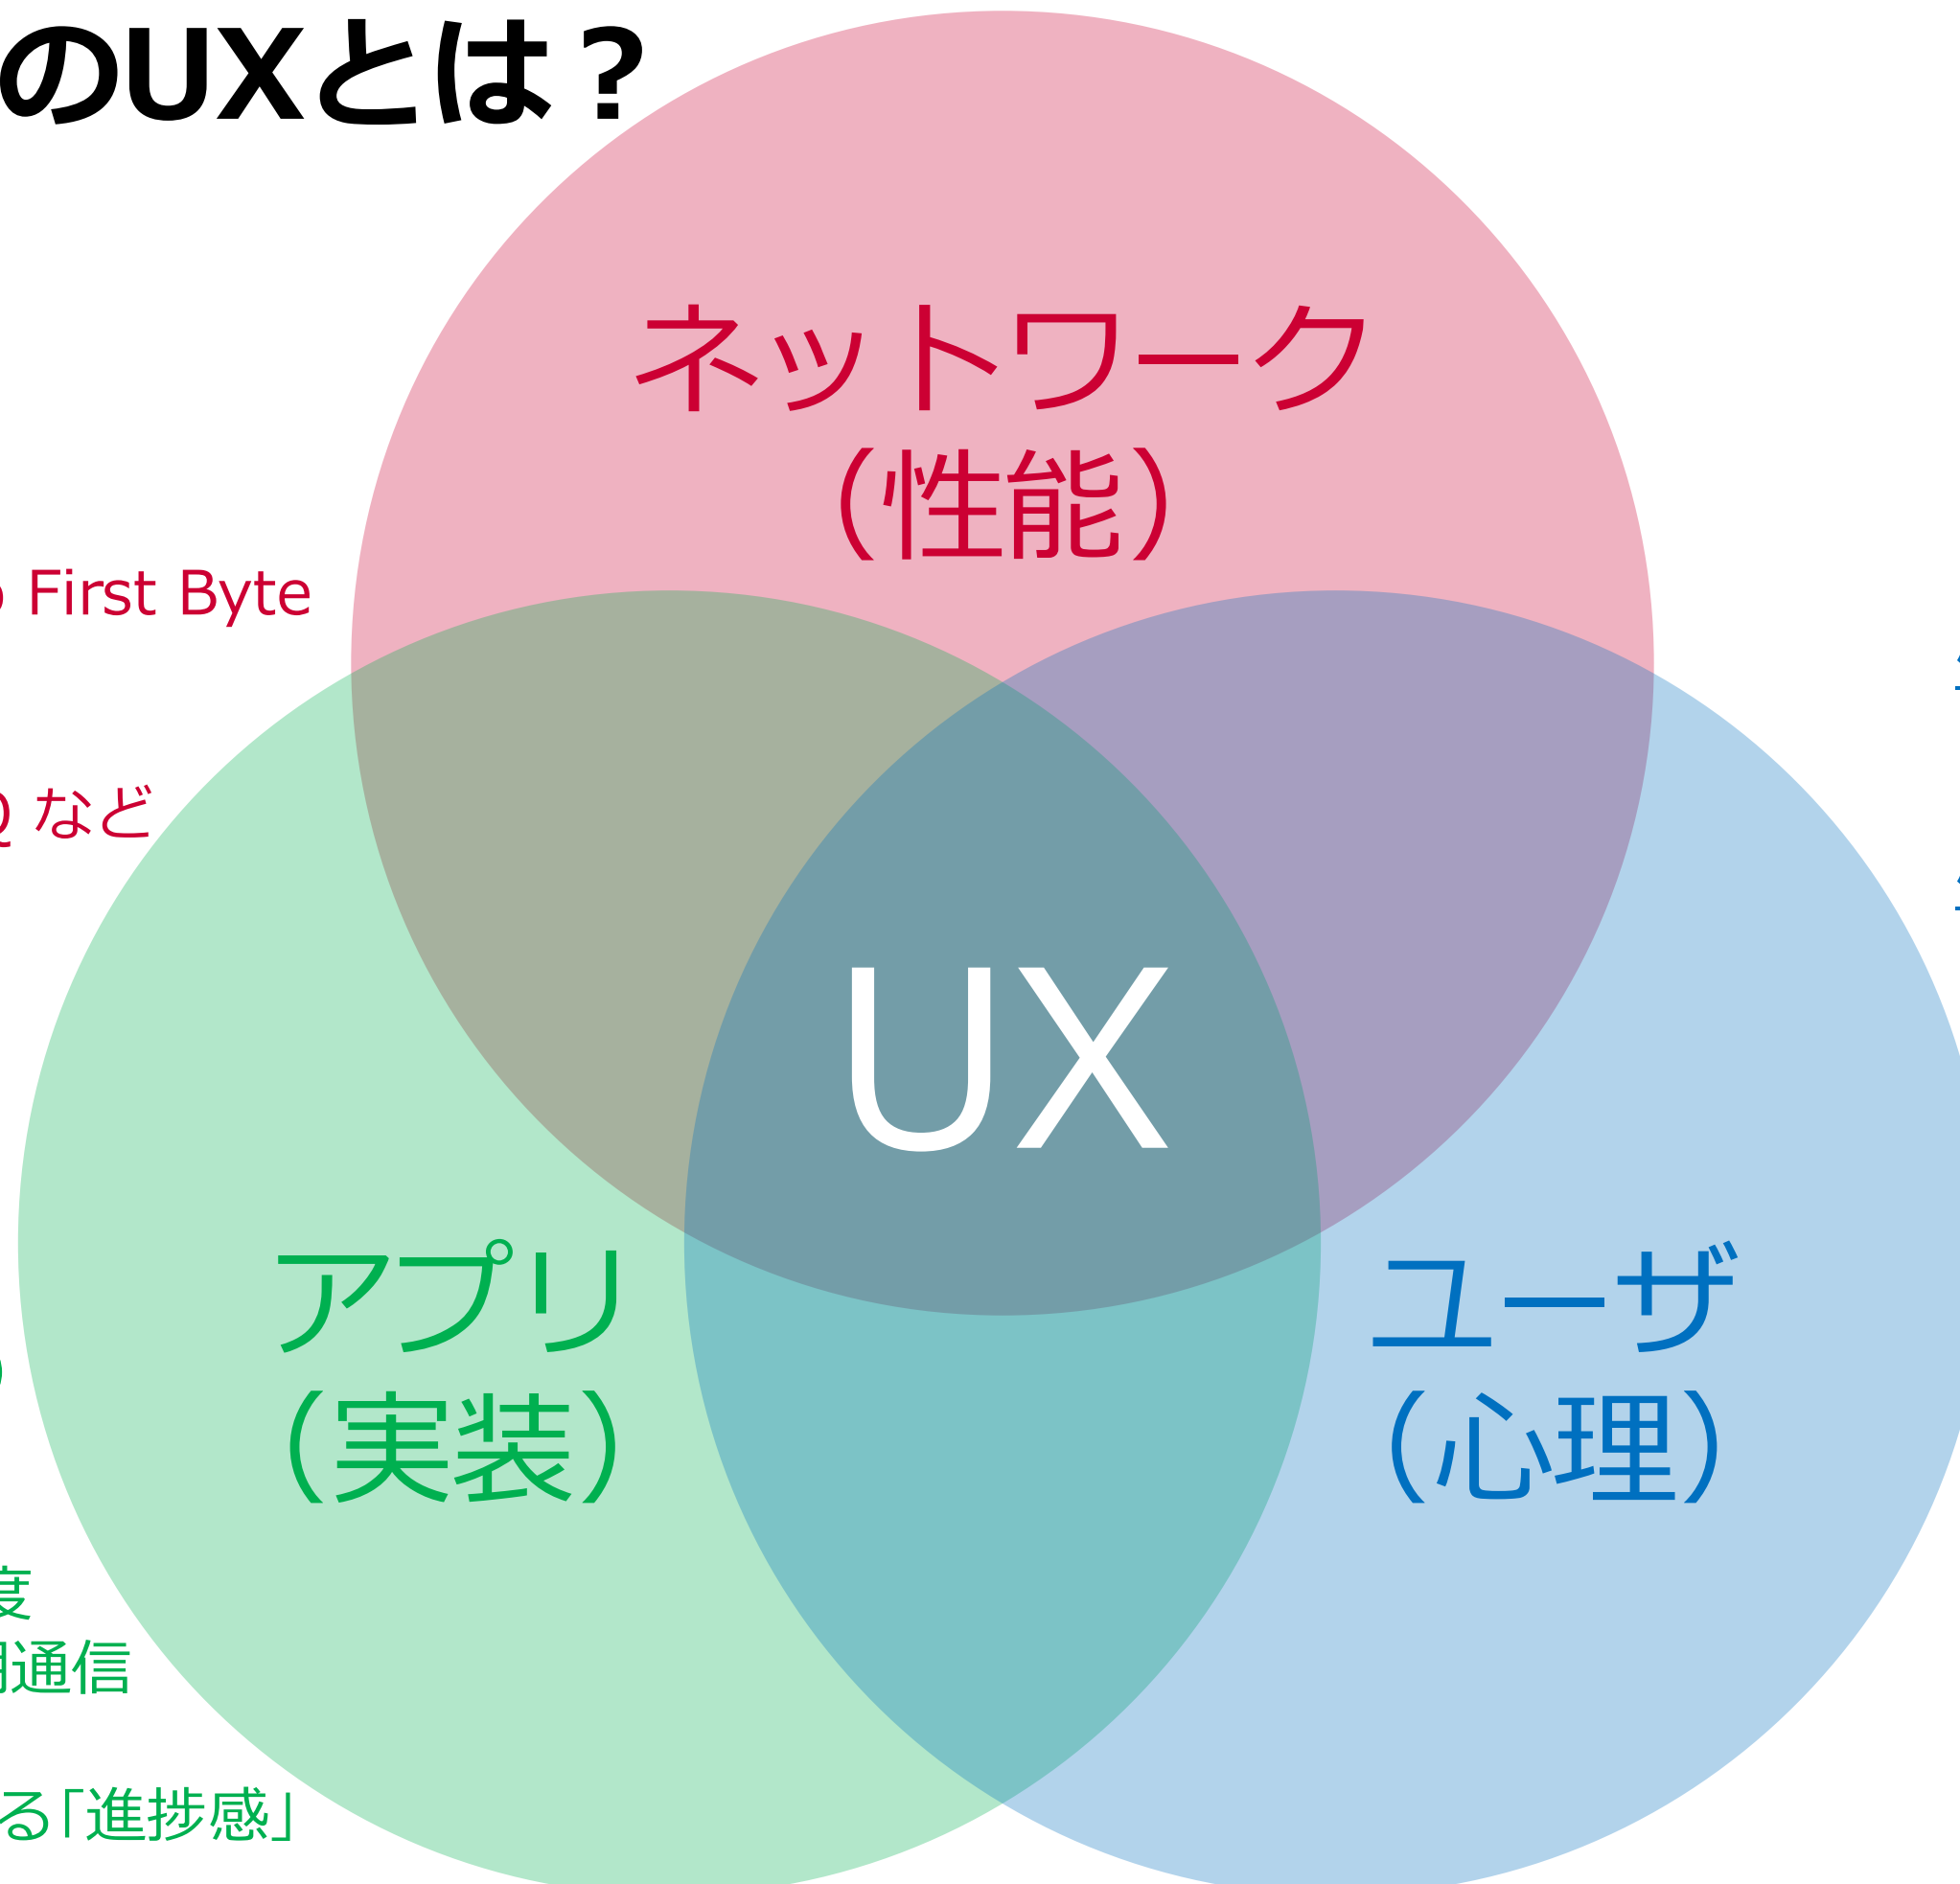 のUXとは？
ネットワーク
（性能）
First Byte
など
UX
アプリ
（実装）
ユーザ
（心理）
通信
る「進捗感」